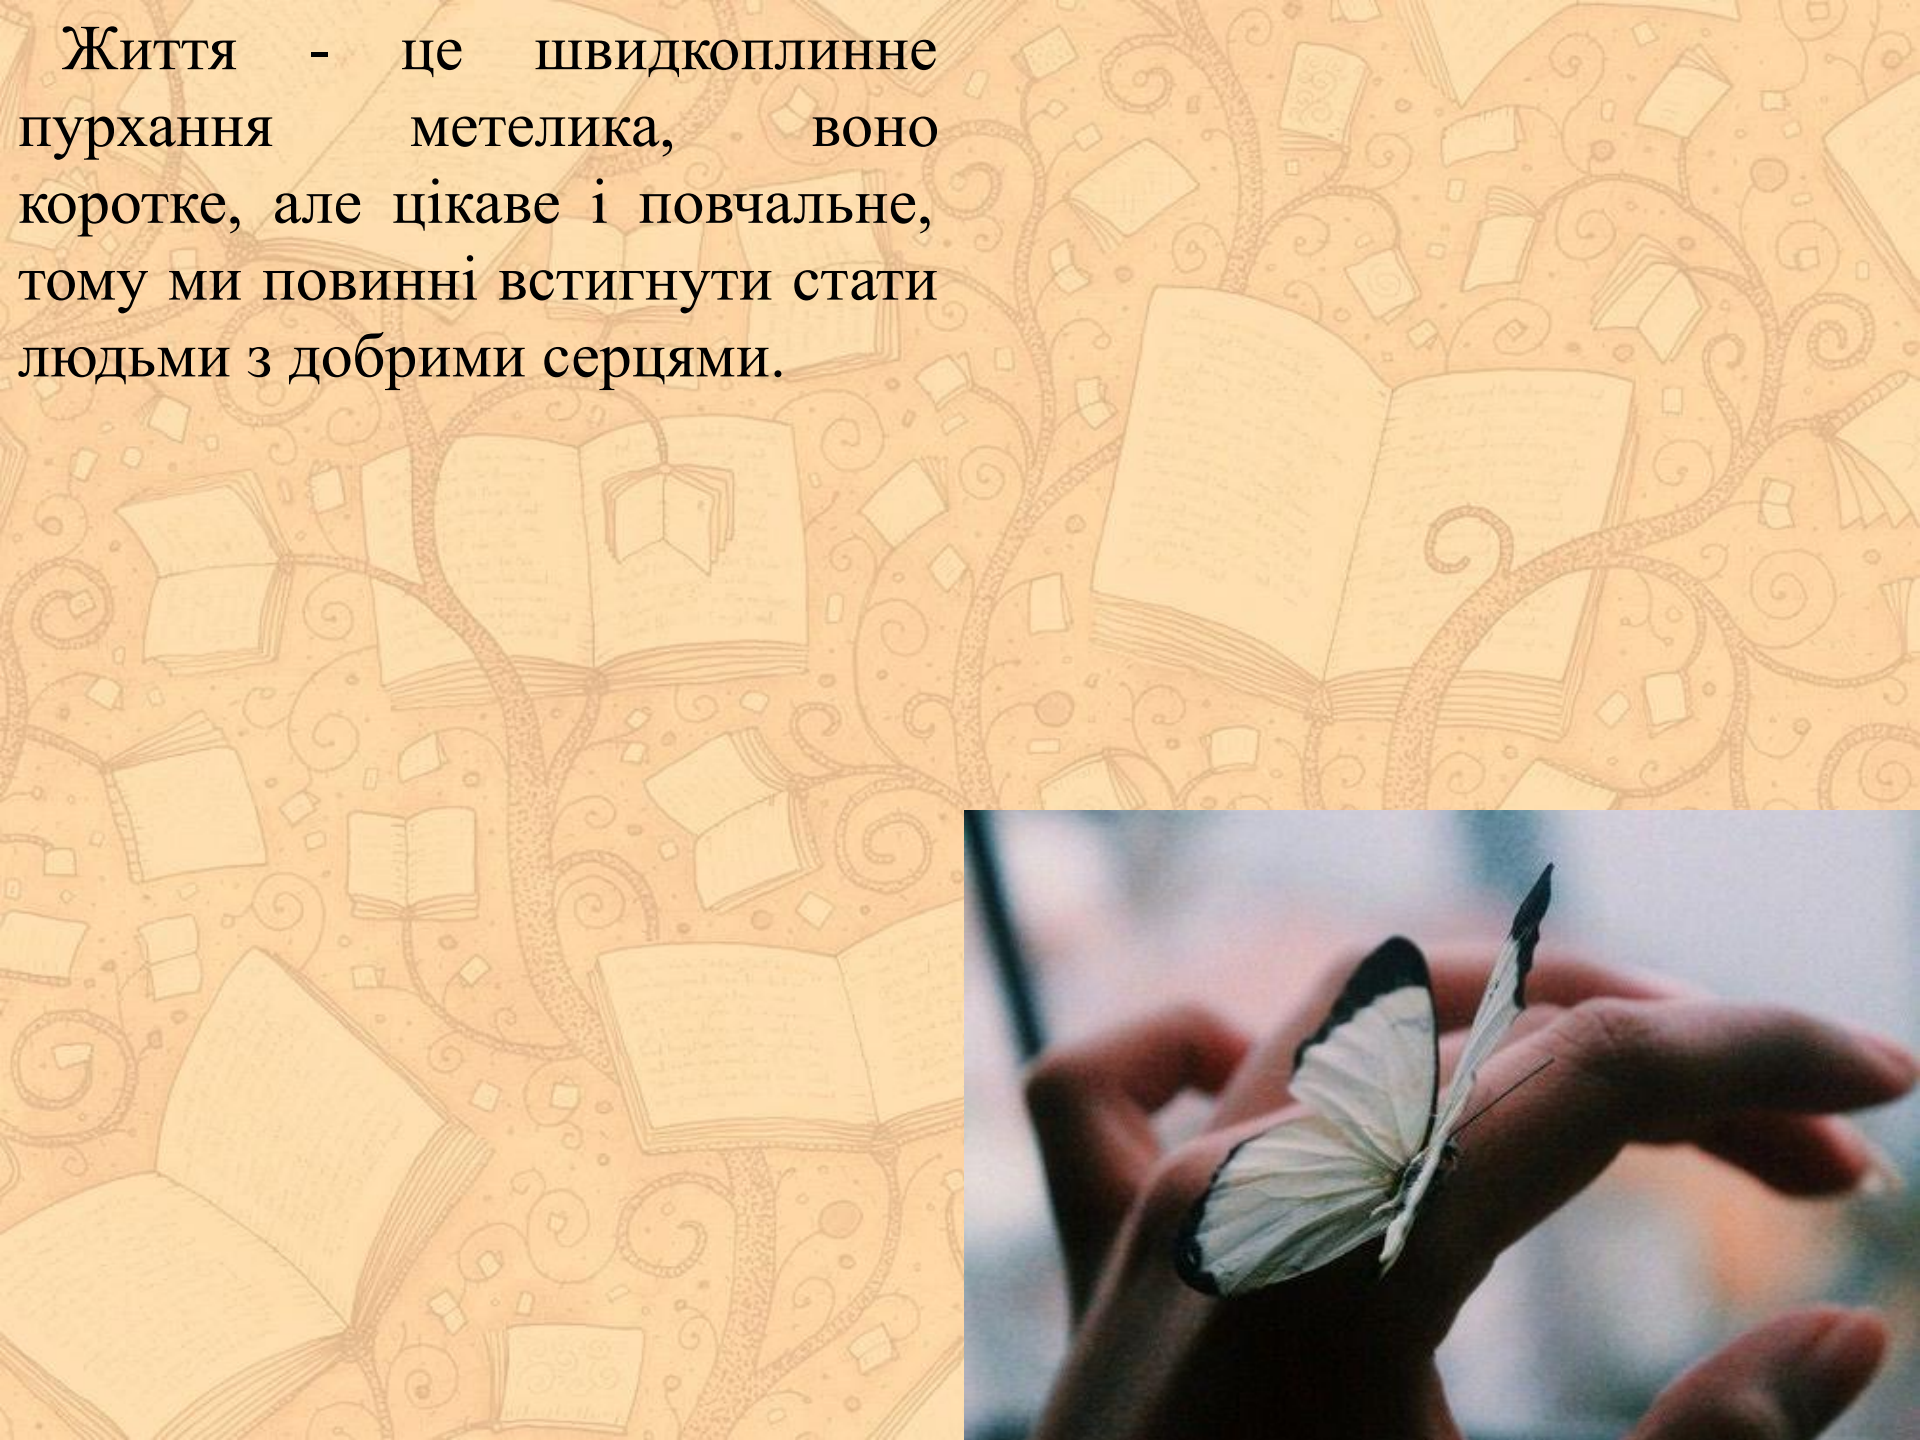 Життя - це швидкоплинне
пурхання метелика, воно
коротке, але цікаве і повчальне,
тому ми повинні встигнути стати
людьми з добрими серцями.